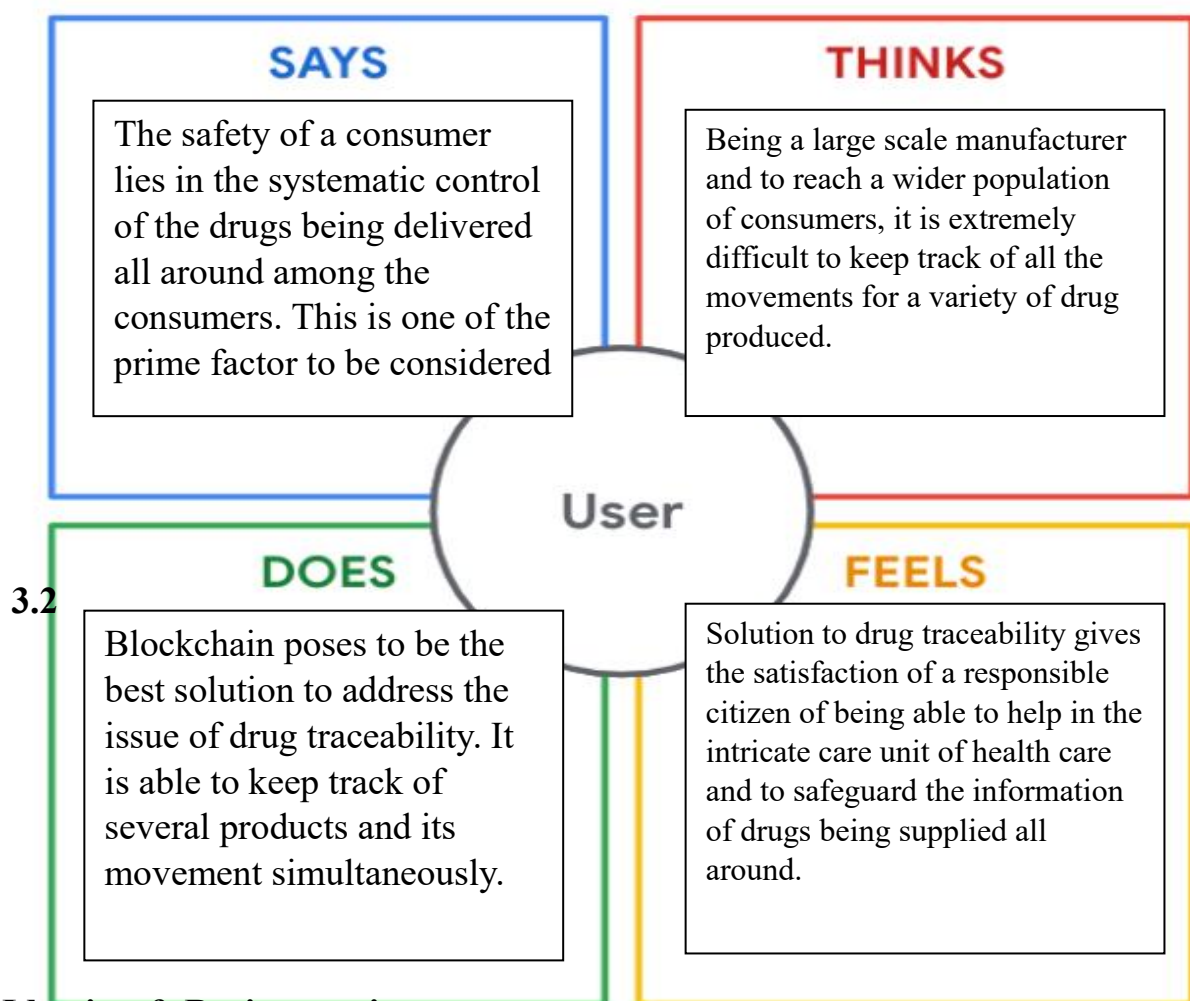 SAYS
The safety of a consumer
lies in the systematic control
of the drugs being delivered
all around among the
consumers. This is one of the
prime factor to be considered
THINKS
Being a large scale manufacturer
and to reach a wider population
of consumers, it is extremely
difficult to keep track of all the
movements for a variety of drug
produced.
User
3.2
DOES
Blockchain poses to be the
best solution to address the
issue of drug traceability. It
is able to keep track of
several products and its
movement simultaneously.
FEELS
Solution to drug traceability gives
the satisfaction of a responsible
citizen of being able to help in the
intricate care unit of health care
and to safeguard the information
of drugs being supplied all
around.